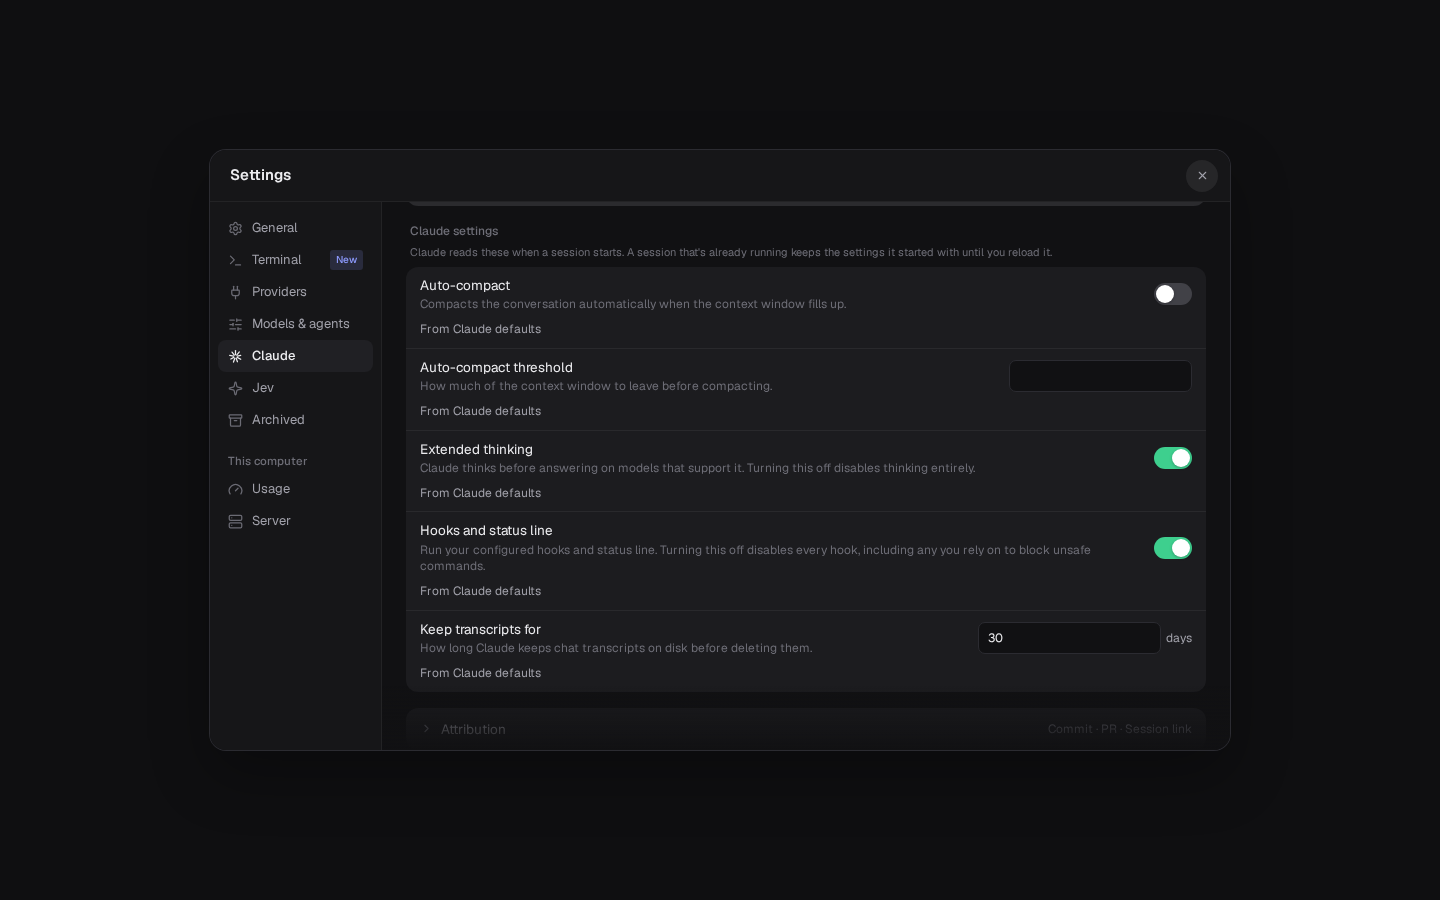 Settings
General
Terminal New
Providers
Models & agents
Claude
Jev
Archived
This computer
Usage
Server
Claude settings
Claude reads these when a session starts. A session that's already running keeps the settings it started with until you reload it.
Auto-compact
Compacts the conversation automatically when the context window fills up.
From Claude defaults
Auto-compact threshold
How much of the context window to leave before compacting.
From Claude defaults
Extended thinking
Claude thinks before answering on models that support it. Turning this off disables thinking entirely.
From Claude defaults
Hooks and status line
Run your configured hooks and status line. Turning this off disables every hook, including any you rely on to block unsafe
commands.
From Claude defaults
Keep transcripts for
30 days
How long Claude keeps chat transcripts on disk before deleting them.
From Claude defaults
Attribution Commit · PR · Session link